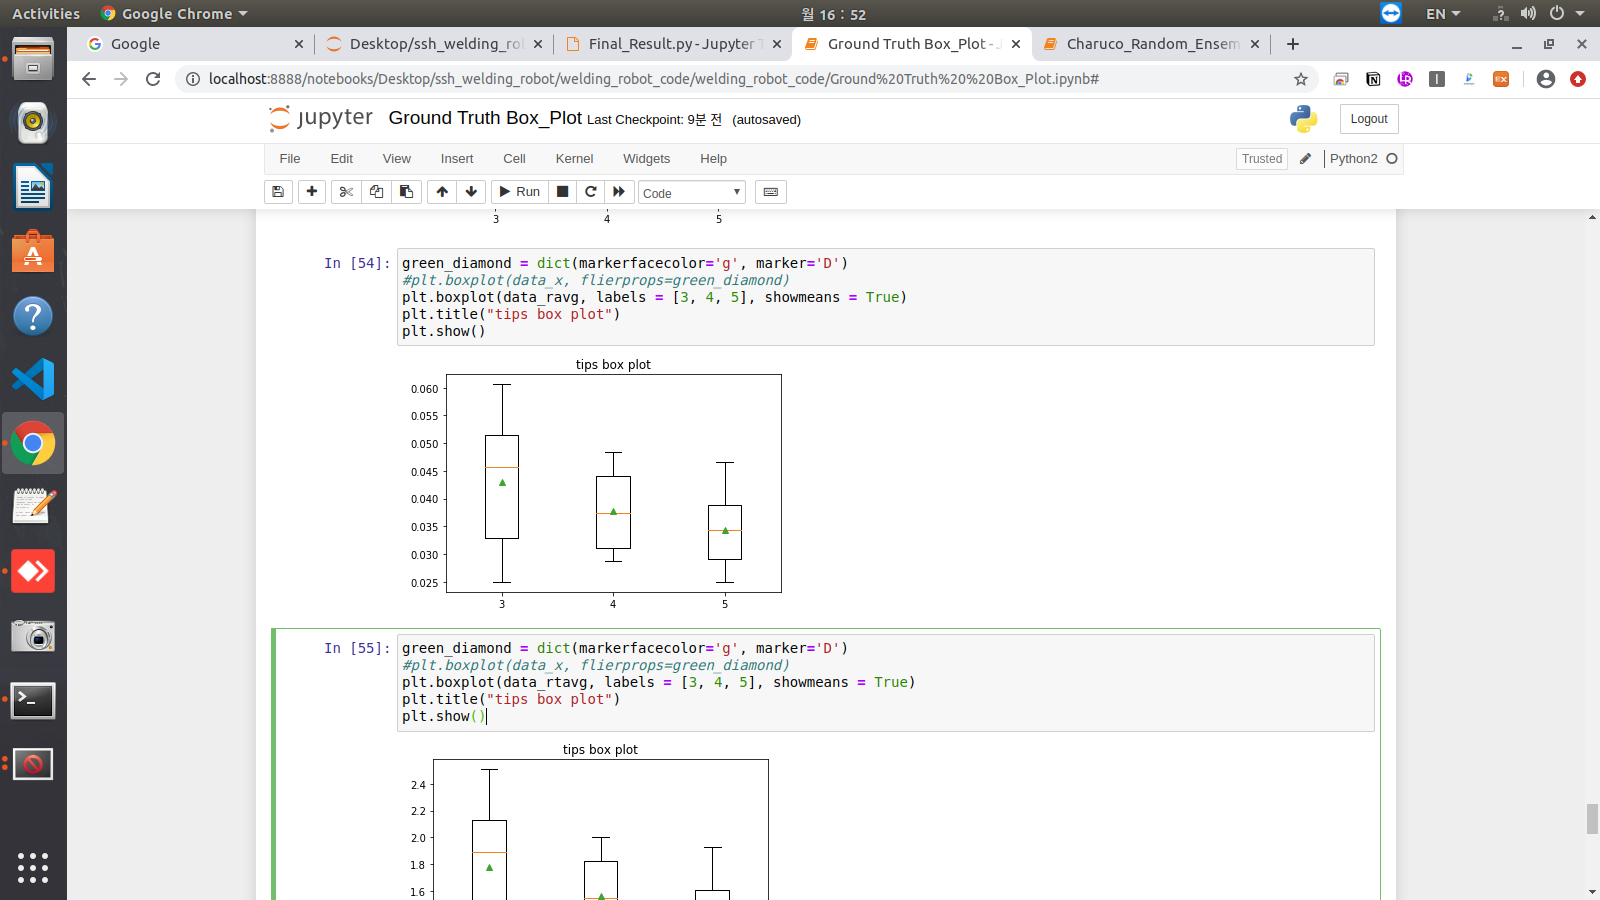 Activities
Google Chrome
월 16 : 52
EN
Google
Desktop/ssh_welding_ro
Final_Result.py - Jupyter T
Ground Truth Box_Plot - J
Charuco_Random_Ensem
localhost:8888/notebooks/Desktop/ssh_welding_robot/welding_robot_code/welding_robot_code/Ground%20Truth%20%20Box_Plot.ipynb#
jupyter
Ground Truth Box_Plot Last Checkpoint: 9분 전 (autosaved)
Logout
File Edit View Insert Cell Kernel Widgets Help
Trusted
Python2
Run
Code
3 4 5
In [54]:
green_diamond = dict(markerfacecolor='g', marker='D')
#plt.boxplot(data_x, flierprops=green_diamond)
plt.boxplot(data_ravg, labels = [3, 4, 5], showmeans = True)
plt.title("tips box plot")
plt.show()
tips box plot
0.060
0.055
0.050
0.045
0.040
0.035
0.030
0.025
3 4 5
In [55]:
green_diamond = dict(markerfacecolor='g', marker='D')
#plt.boxplot(data_x, flierprops=green_diamond)
plt.boxplot(data_rtavg, labels = [3, 4, 5], showmeans = True)
plt.title("tips box plot")
plt.show()
tips box plot
2.4
2.2
2.0
1.8
1.6